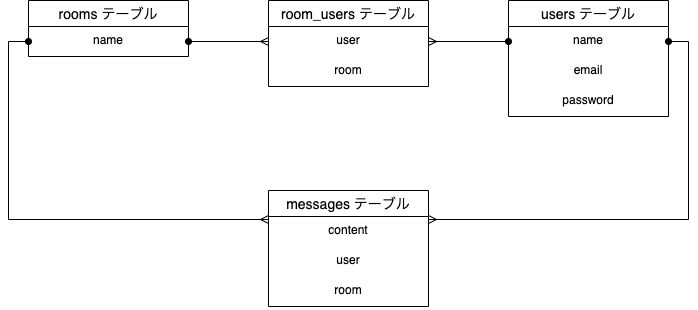 rooms テーブル
name
room_users テーブル
user
room
users テーブル
name
email
password
messages テーブル
content
user
room